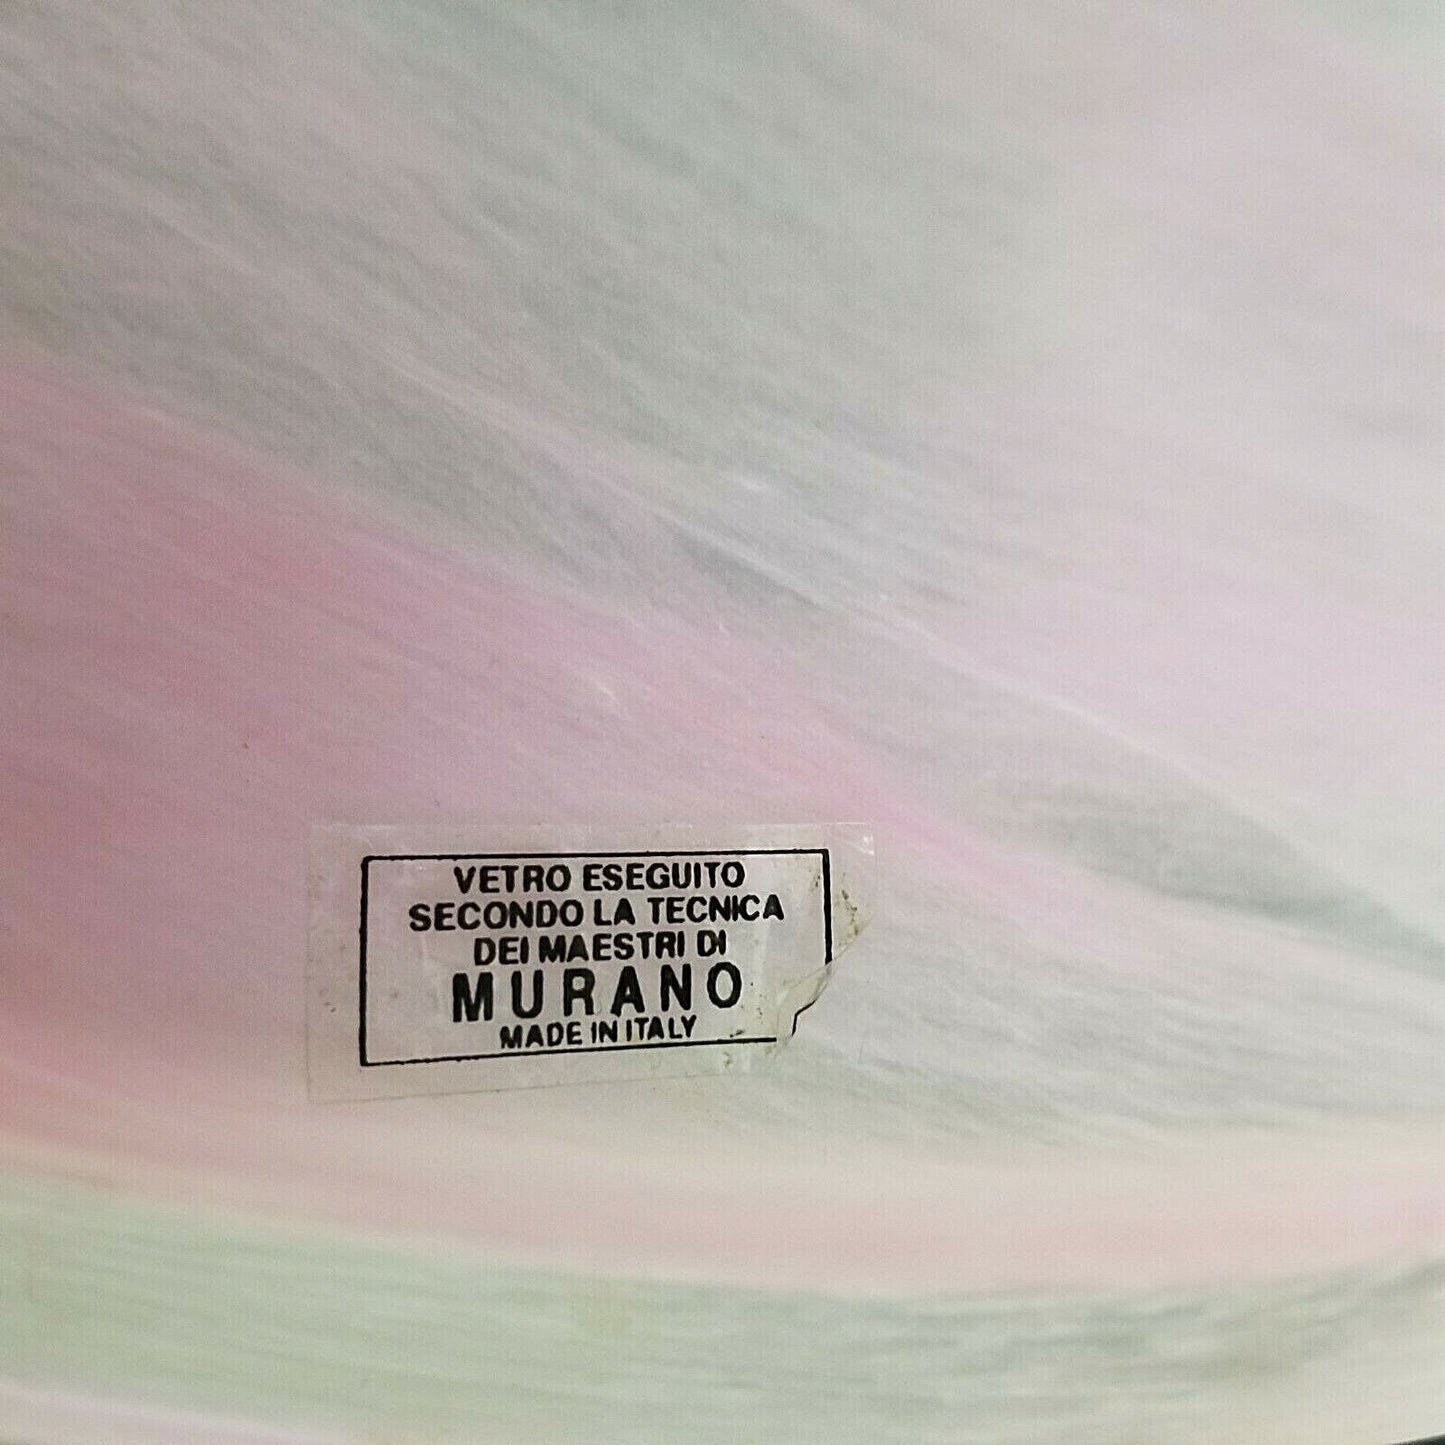 VETRO ESEGUITO
SECONDO LA TECNICA
DEI MAESTRI DI
MURANO
MADE IN ITALY